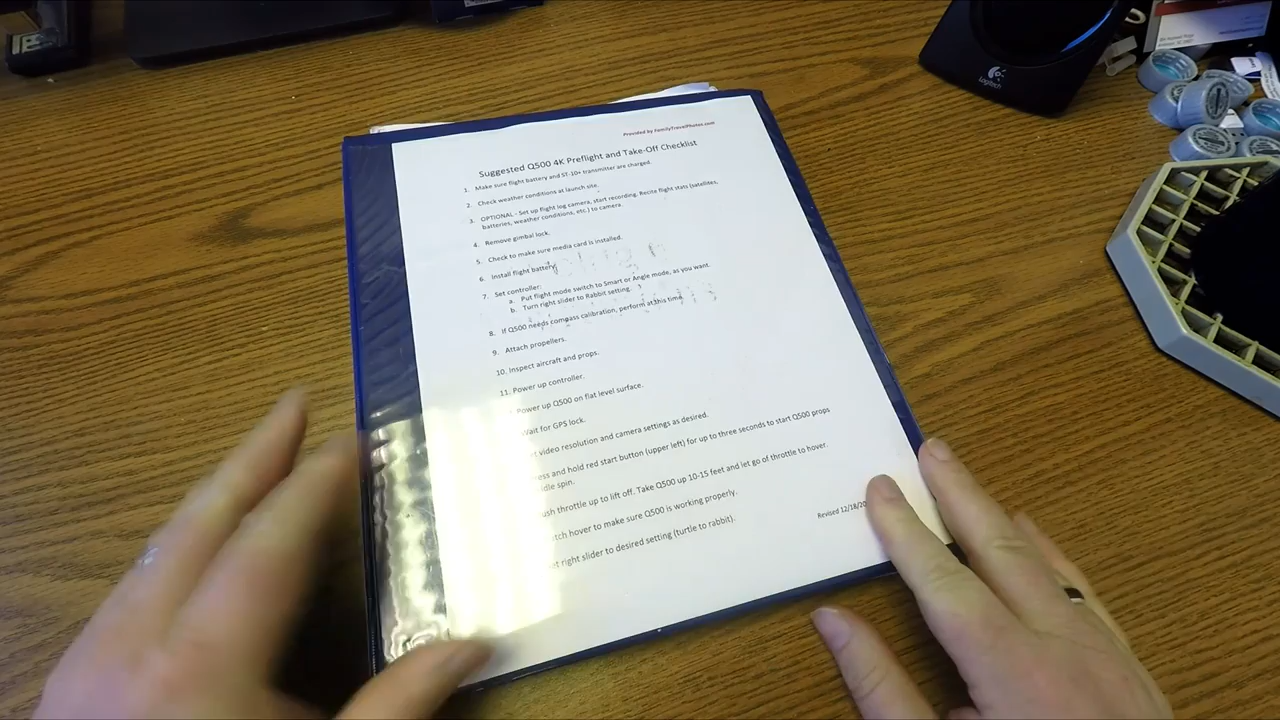 Provided by FamilyTravelPhotos.com
Suggested Q500 4K Preflight and Take-Off Checklist
1. Make sure flight battery and ST-10+ transmitter are charged.
2. Check weather conditions at launch site.
3. OPTIONAL - Set up flight log camera, start recording. Recite flight stats (satellites,
batteries, weather conditions, etc.) to camera.
4. Remove gimbal lock.
5. Check to make sure media card is installed.
6. Install flight battery.
7. Set controller:
a. Put flight mode switch to Smart or Angle mode, as you want.
b. Turn right slider to Rabbit setting.
8. If Q500 needs compass calibration, perform at this time.
9. Attach propellers.
10. Inspect aircraft and props.
11. Power up controller.
Power up Q500 on flat level surface.
Wait for GPS lock.
video resolution and camera settings as desired.
ress and hold red start button (upper left) for up to three seconds to start Q500 props
idle spin.
ush throttle up to lift off. Take Q500 up 10-15 feet and let go of throttle to hover.
tch hover to make sure Q500 is working properly.
et right slider to desired setting (turtle to rabbit).
Revised 12/18/20
Logitech